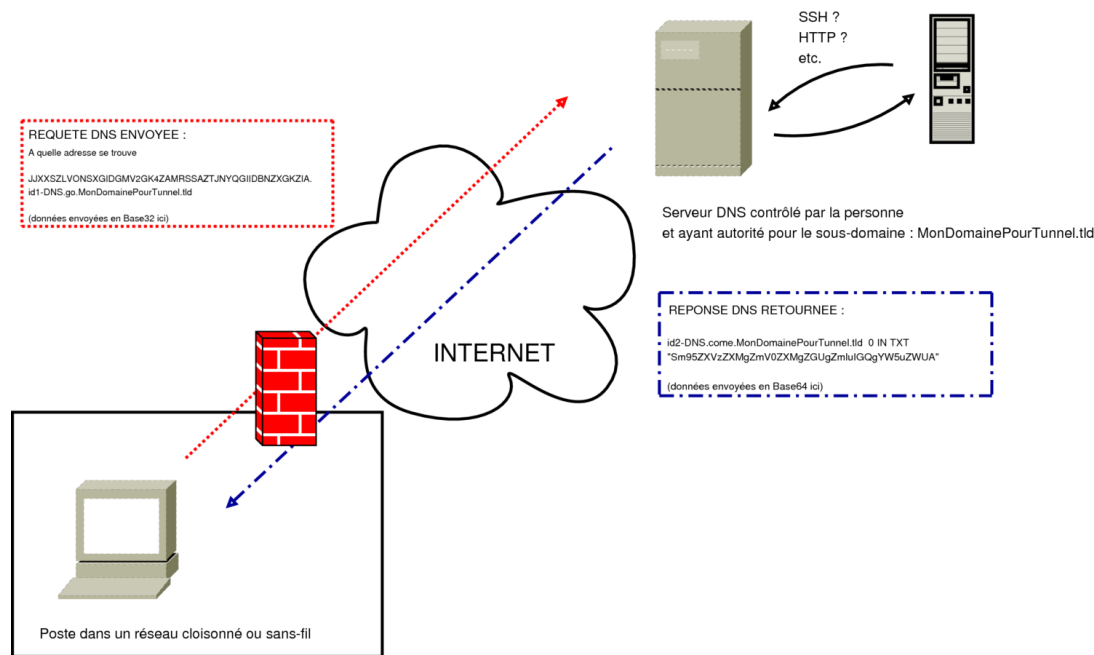 SSH ?
HTTP ?
etc.
REQUETE DNS ENVOYEE :
A quelle adresse se trouve
JJXXSZLVONSXGIDGMV2GK4ZAMRSSAZTJNYQGIIDBNZXGKZIA.
id1-DNS.go.MonDomainePourTunnel.tld
(données envoyées en Base32 ici)
Serveur DNS contrôlé par la personne
et ayant autorité pour le sous-domaine : MonDomainePourTunnel.tld
REPONSE DNS RETOURNEE :
id2-DNS.come.MonDomainePourTunnel.tld 0 IN TXT
"Sm95ZXVzZXMgZmV0ZXMgZGUgZmluIGQgYW5uZWUA"
(données envoyées en Base64 ici)
INTERNET
Poste dans un réseau cloisonné ou sans-fil